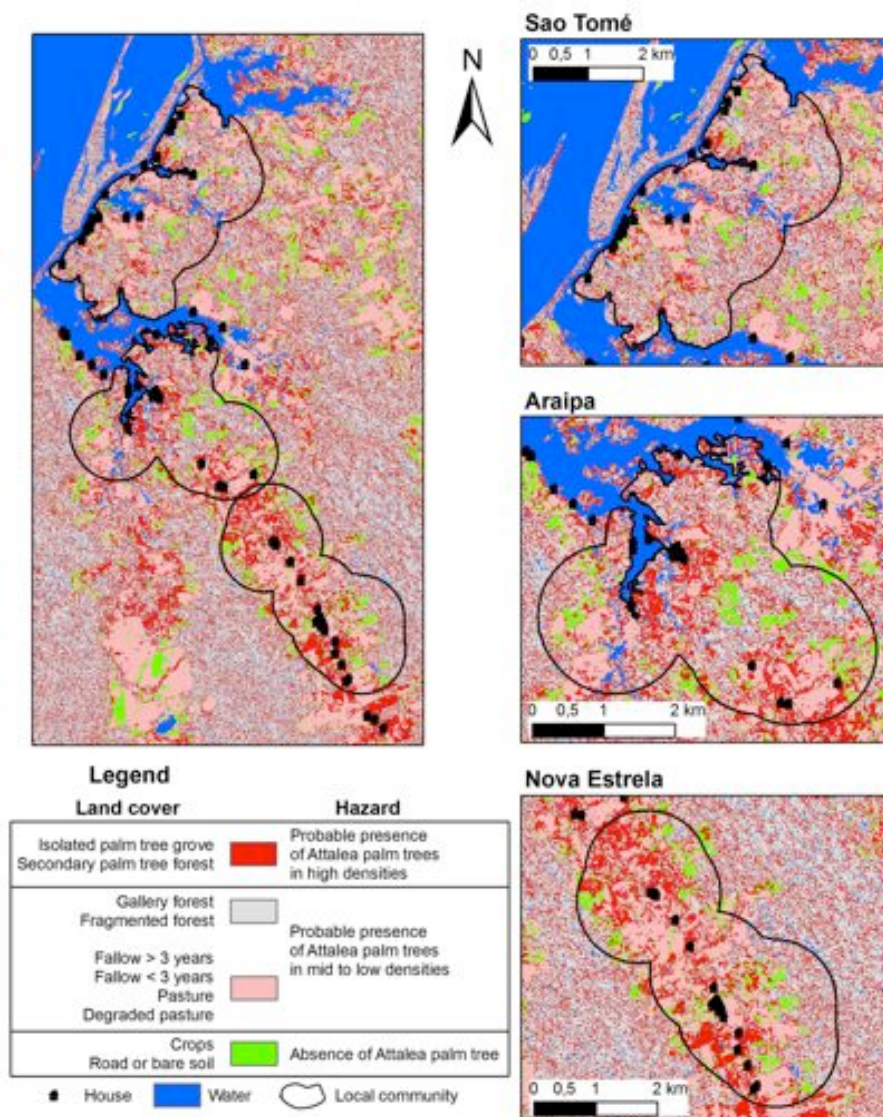 Sao Tomé
0 0,5 1 2 km
N
Araipa
0 0,5 1 2 km
Nova Estrela
0 0,5 1 2 km
Legend
Land cover Hazard
Isolated palm tree grove
Secondary palm tree forest
Probable presence
of Attalea palm trees
in high densities
Gallery forest
Fragmented forest
Fallow > 3 years
Fallow < 3 years
Pasture
Degraded pasture
Probable presence
of Attalea palm trees
in mid to low densities
Crops
Road or bare soil
Absence of Attalea palm tree
House Water Local community